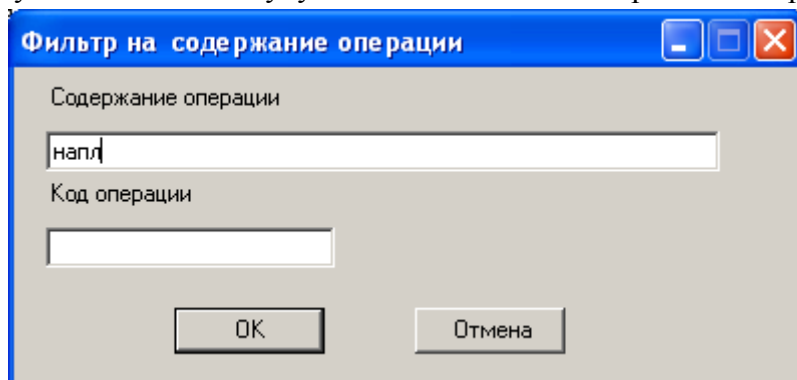 Фильтр на содержание операции
Содержание операции
напл
Код операции
OK
Отмена